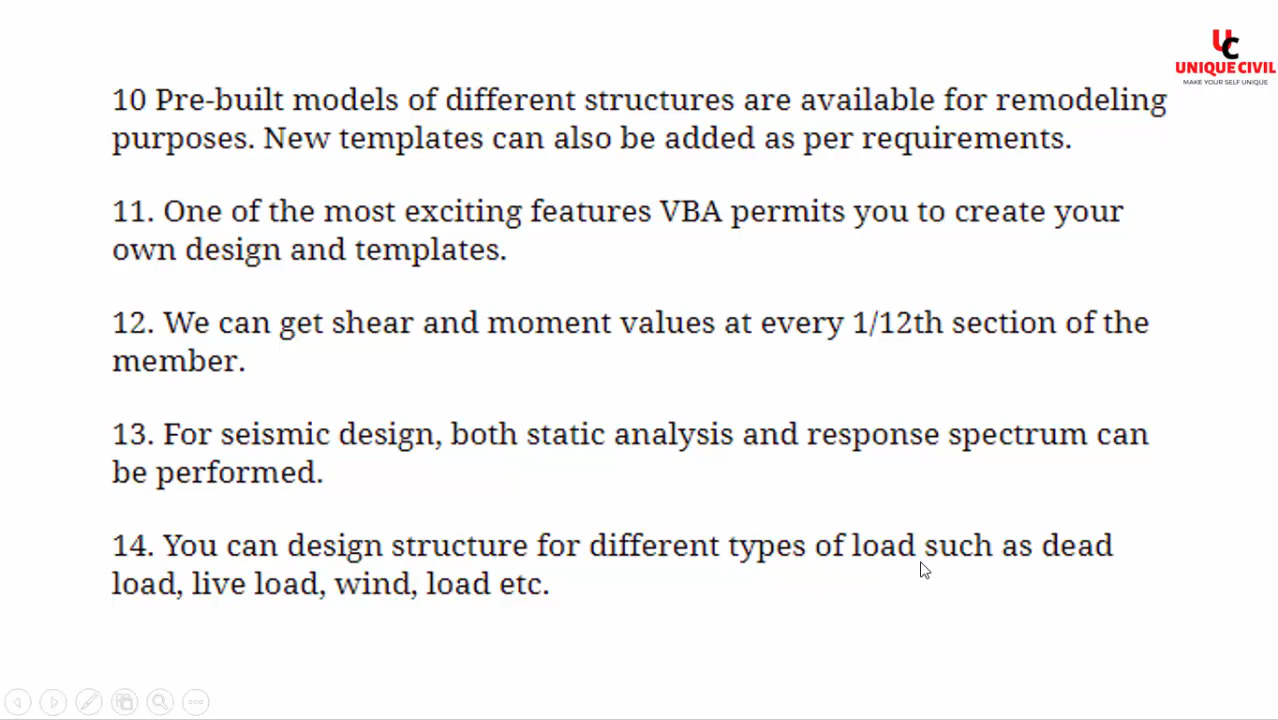 UC
UNIQUE CIVIL
MAKE YOUR SELF UNIQUE
10 Pre-built models of different structures are available for remodeling
purposes. New templates can also be added as per requirements.
11. One of the most exciting features VBA permits you to create your
own design and templates.
12. We can get shear and moment values at every 1/12th section of the
member.
13. For seismic design, both static analysis and response spectrum can
be performed.
14. You can design structure for different types of load such as dead
load, live load, wind, load etc.